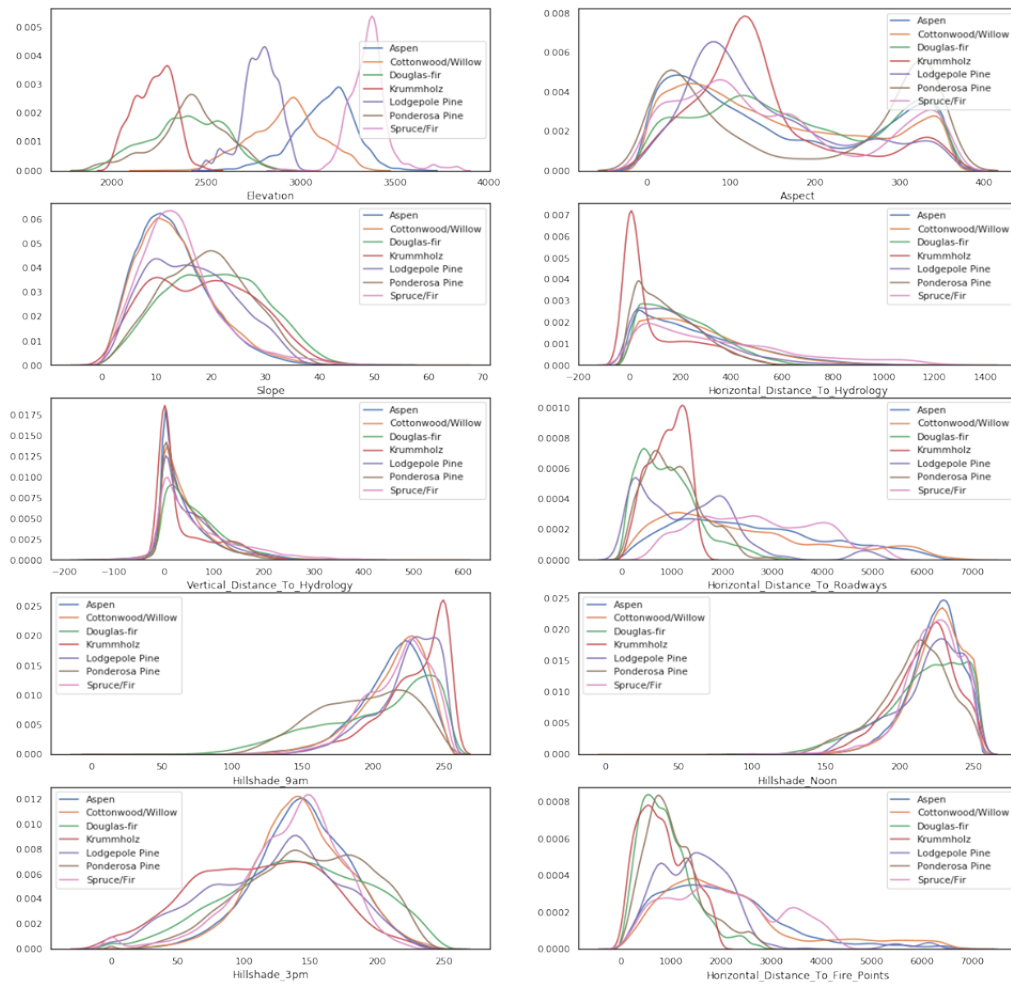 0.005
0.004
0.003
0.002
0.001
0.000
2000 2500 3000 3500 4000
Elevation
Aspen
Cottonwood/Willow
Douglas-fir
Krummholz
Lodgepole Pine
Ponderosa Pine
Spruce/Fir
0.008
0.006
0.004
0.002
0.000
0 100 200 300 400
Aspect
Aspen
Cottonwood/Willow
Douglas-fir
Krummholz
Lodgepole Pine
Ponderosa Pine
Spruce/Fir
0.06
0.05
0.04
0.03
0.02
0.01
0.00
0 10 20 30 40 50 60 70
Slope
Aspen
Cottonwood/Willow
Douglas-fir
Krummholz
Lodgepole Pine
Ponderosa Pine
Spruce/Fir
0.007
0.006
0.005
0.004
0.003
0.002
0.001
0.000
−200 0 200 400 600 800 1000 1200 1400
Horizontal_Distance_To_Hydrology
Aspen
Cottonwood/Willow
Douglas-fir
Krummholz
Lodgepole Pine
Ponderosa Pine
Spruce/Fir
0.0175
0.0150
0.0125
0.0100
0.0075
0.0050
0.0025
0.0000
−200 −100 0 100 200 300 400 500 600
Vertical_Distance_To_Hydrology
Aspen
Cottonwood/Willow
Douglas-fir
Krummholz
Lodgepole Pine
Ponderosa Pine
Spruce/Fir
0.0010
0.0008
0.0006
0.0004
0.0002
0.0000
0 1000 2000 3000 4000 5000 6000 7000
Horizontal_Distance_To_Roadways
Aspen
Cottonwood/Willow
Douglas-fir
Krummholz
Lodgepole Pine
Ponderosa Pine
Spruce/Fir
0.025
0.020
0.015
0.010
0.005
0.000
0 50 100 150 200 250
Hillshade_9am
Aspen
Cottonwood/Willow
Douglas-fir
Krummholz
Lodgepole Pine
Ponderosa Pine
Spruce/Fir
0.025
0.020
0.015
0.010
0.005
0.000
0 50 100 150 200 250
Hillshade_Noon
Aspen
Cottonwood/Willow
Douglas-fir
Krummholz
Lodgepole Pine
Ponderosa Pine
Spruce/Fir
0.012
0.010
0.008
0.006
0.004
0.002
0.000
0 50 100 150 200 250
Hillshade_3pm
Aspen
Cottonwood/Willow
Douglas-fir
Krummholz
Lodgepole Pine
Ponderosa Pine
Spruce/Fir
0.0008
0.0006
0.0004
0.0002
0.0000
0 1000 2000 3000 4000 5000 6000 7000
Horizontal_Distance_To_Fire_Points
Aspen
Cottonwood/Willow
Douglas-fir
Krummholz
Lodgepole Pine
Ponderosa Pine
Spruce/Fir